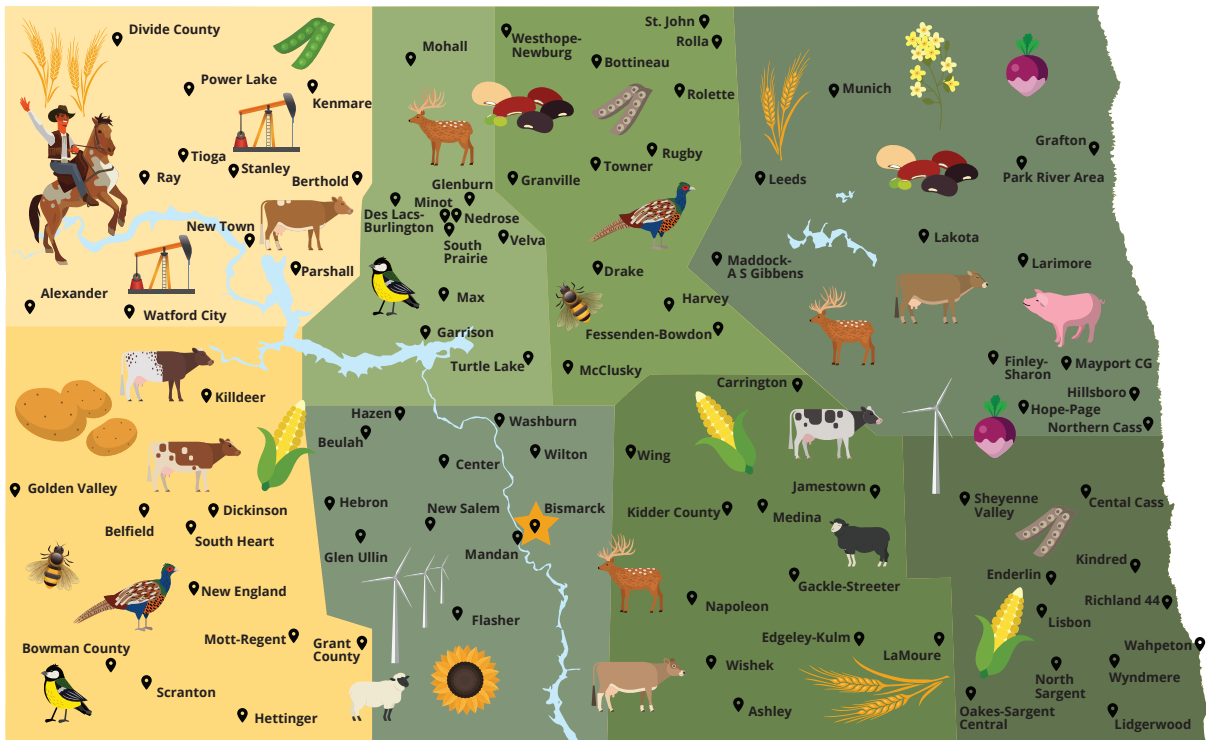 Divide County
Power Lake
Kenmare
Tioga
Ray
Stanley
Berthold
New Town
Parshall
Alexander
Watford City
Mohall
Glenburn
Minot
Des Lacs-
Burlington
Nedrose
South
Prairie
Velva
Max
Garrison
Turtle Lake
Westhope-
Newburg
St. John
Rolla
Bottineau
Rolette
Rugby
Towner
Granville
Drake
Harvey
Fessenden-Bowdon
McClusky
Munich
Leeds
Grafton
Park River Area
Lakota
Maddock-
A S Gibbens
Larimore
Finley-
Sharon
Mayport CG
Hillsboro
Hope-Page
Northern Cass
Killdeer
Golden Valley
Belfield
Dickinson
South Heart
New England
Mott-Regent
Bowman County
Scranton
Hettinger
Grant
County
Hazen
Beulah
Washburn
Center
Wilton
Hebron
New Salem
Bismarck
Glen Ullin
Mandan
Flasher
Carrington
Wing
Jamestown
Kidder County
Medina
Gackle-Streeter
Napoleon
Edgeley-Kulm
LaMoure
Wishek
Ashley
Sheyenne
Valley
Cental Cass
Kindred
Enderlin
Richland 44
Lisbon
Wahpeton
North
Sargent
Wyndmere
Oakes-Sargent
Central
Lidgerwood